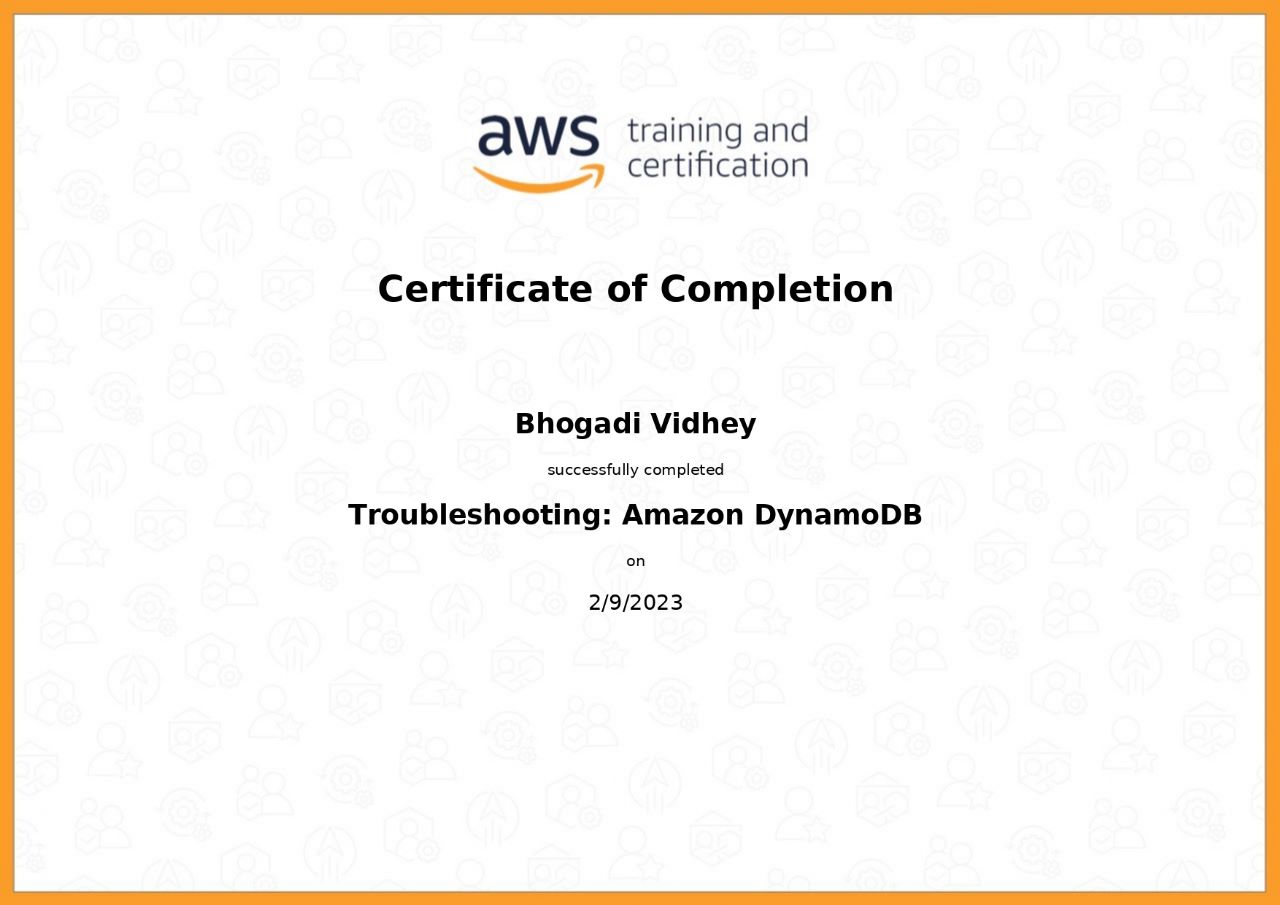 aws training and
certification
Certificate of Completion
Bhogadi Vidhey
successfully completed
Troubleshooting: Amazon DynamoDB
on
2/9/2023